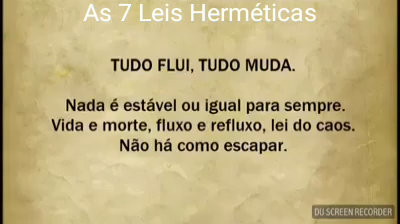 As 7 Leis Herméticas
TUDO FLUI, TUDO MUDA.
Nada é estável ou igual para sempre.
Vida e morte, fluxo e refluxo, lei do caos.
Não há como escapar.
DU SCREEN RECORDER